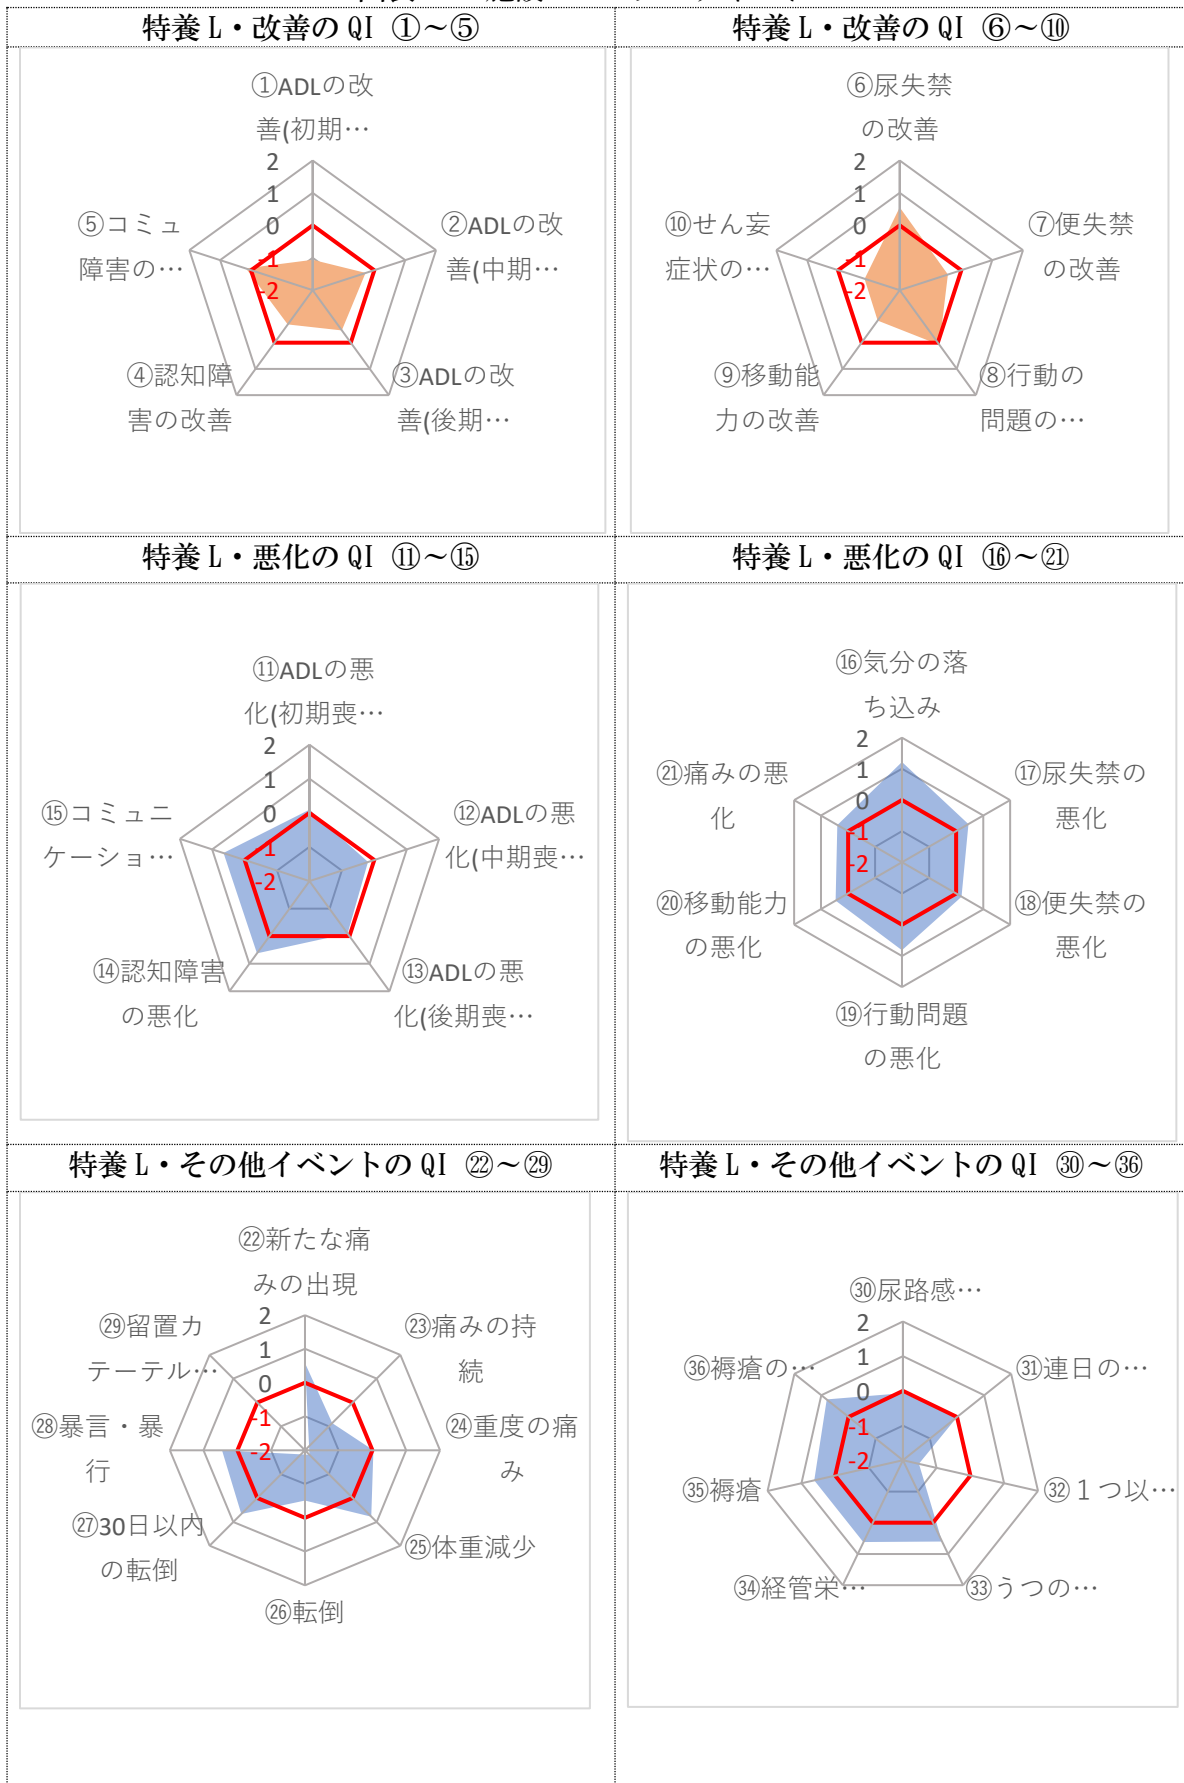 特養 L・改善の QI ①～⑤
特養 L・改善の QI ⑥～⑩
①ADLの改
善(初期…
2
1
0
-1
-2
②ADLの改
善(中期…
③ADLの改
善(後期…
④認知障
害の改善
⑤コミュ
障害の…
⑥尿失禁
の改善
2
1
0
-1
-2
⑦便失禁
の改善
⑧行動の
問題の…
⑨移動能
力の改善
⑩せん妄
症状の…
特養 L・悪化の QI ⑪～⑮
特養 L・悪化の QI ⑯～㉑
⑪ADLの悪
化(初期喪…
2
1
0
-1
-2
⑫ADLの悪
化(中期喪…
⑬ADLの悪
化(後期喪…
⑭認知障害
の悪化
⑮コミュニ
ケーショ…
⑯気分の落
ち込み
2
1
0
-1
-2
⑰尿失禁の
悪化
⑱便失禁の
悪化
⑲行動問題
の悪化
⑳移動能力
の悪化
㉑痛みの悪
化
特養 L・その他イベントの QI ㉒～㉙
特養 L・その他イベントの QI ㉚～㊱
㉒新たな痛
みの出現
2
1
0
-1
-2
㉓痛みの持
続
㉔重度の痛
み
㉕体重減少
㉖転倒
㉗30日以内
の転倒
㉘暴言・暴
行
㉙留置カ
テーテル…
㉚尿路感…
2
1
0
-1
-2
㉛連日の…
㉜１つ以…
㉝うつの…
㉞経管栄…
㉟褥瘡
㊱褥瘡の…